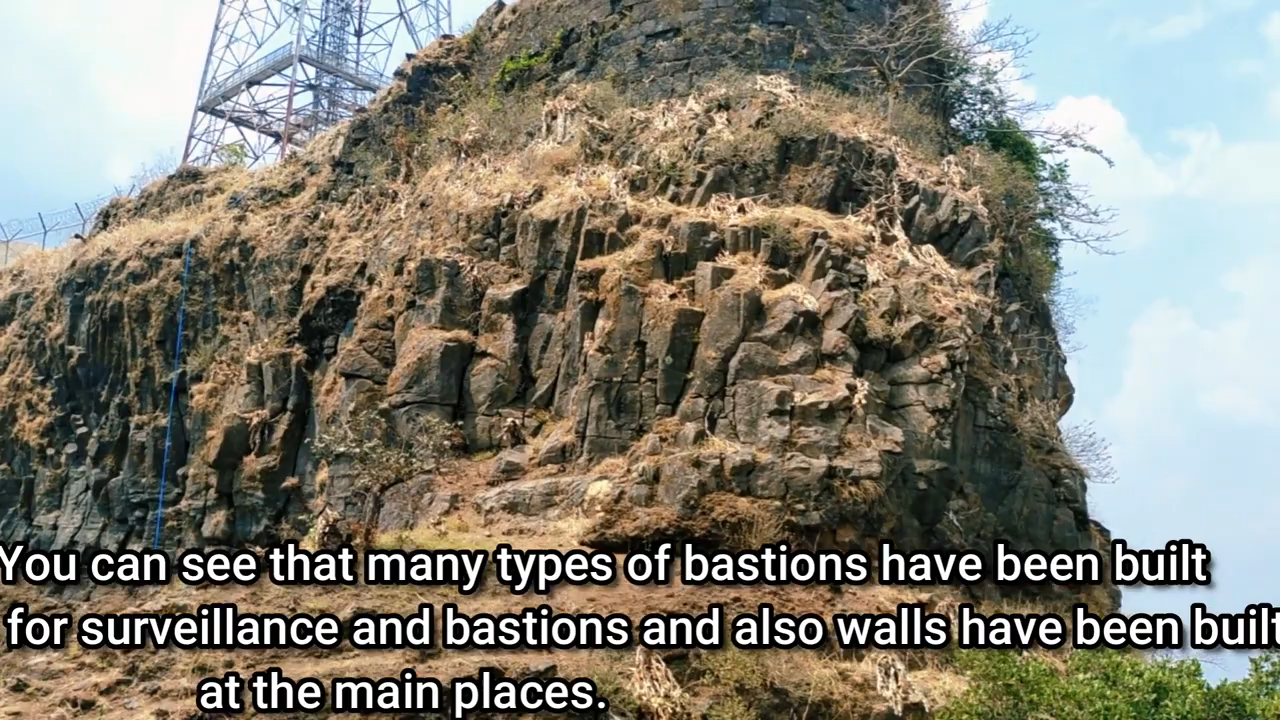 You can see that many types of bastions have been built
for surveillance and bastions and also walls have been built
at the main places.